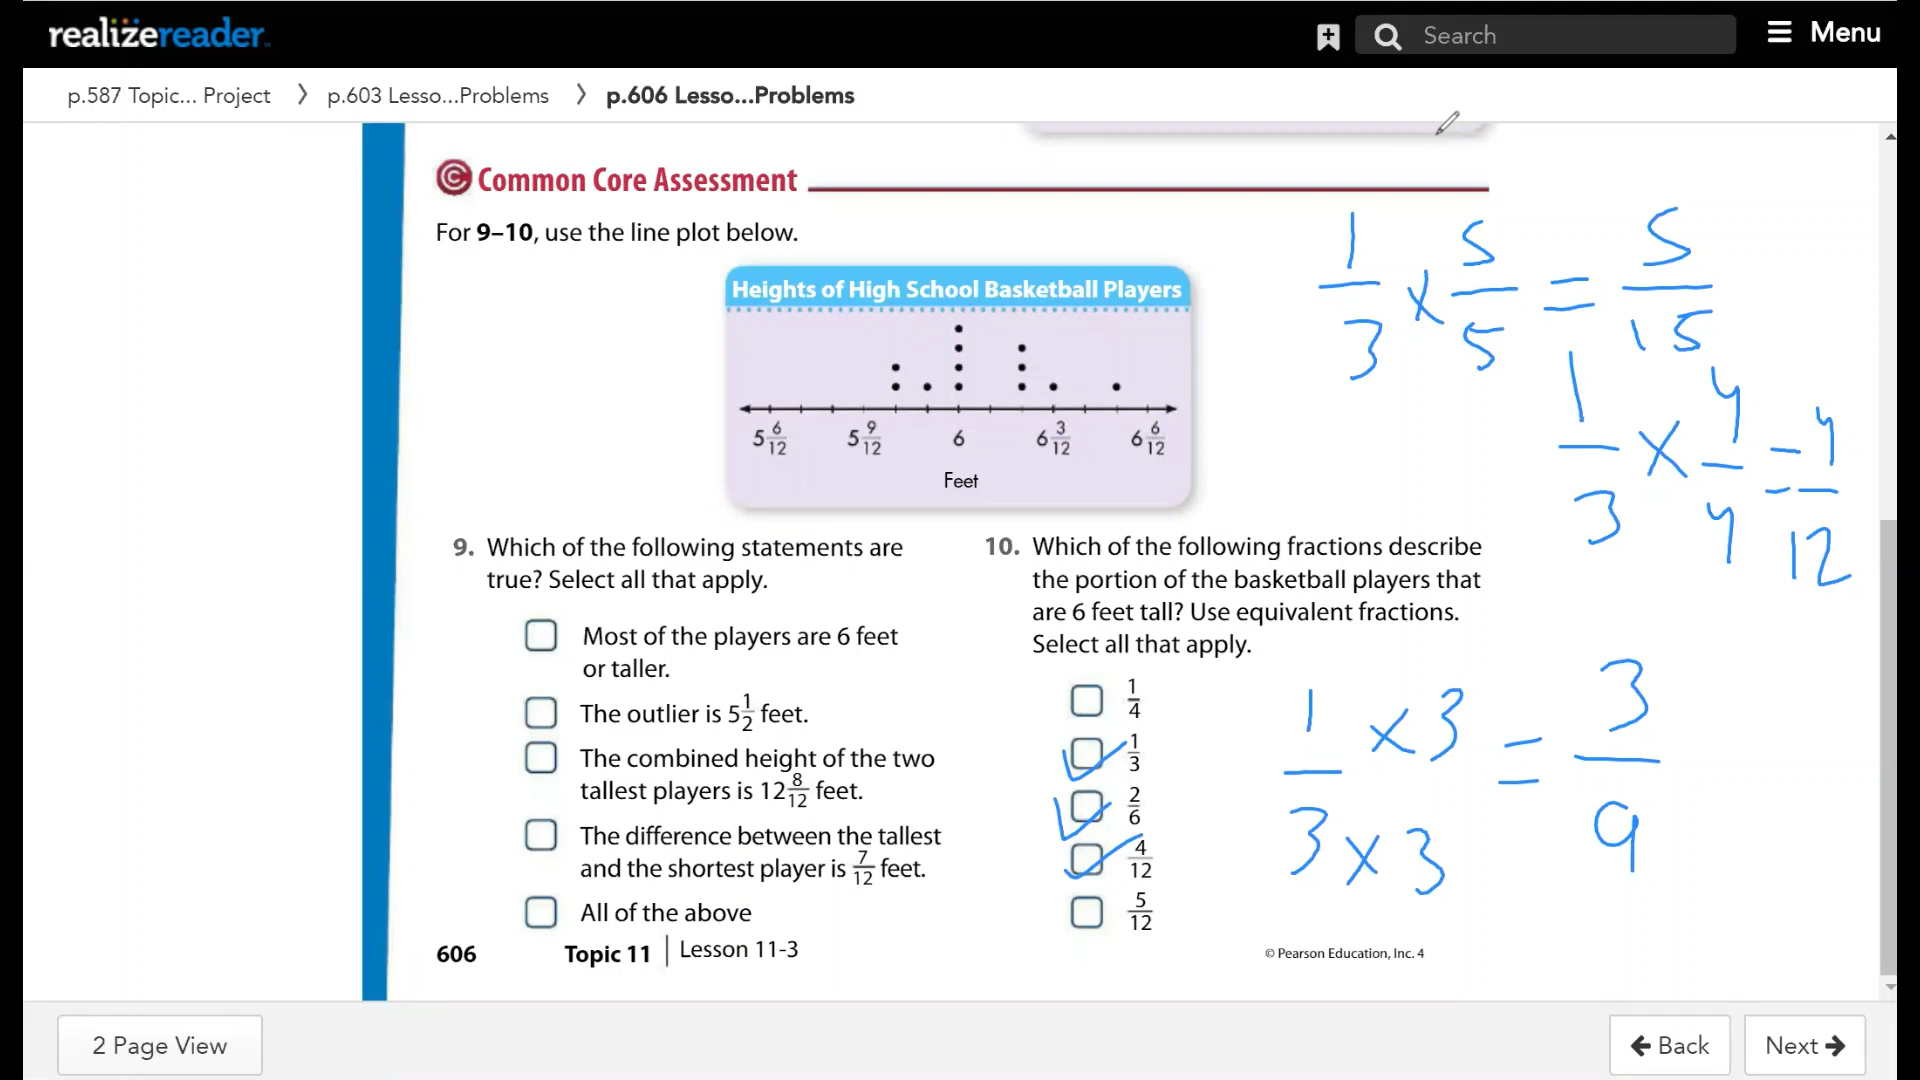 realizereader
Search
Menu
p.587 Topic... Project > p.603 Lesso...Problems > p.606 Lesso...Problems
Common Core Assessment
For 9–10, use the line plot below.
Heights of High School Basketball Players
5 6/12 5 9/12 6 6 3/12 6 6/12
Feet
9. Which of the following statements are
true? Select all that apply.
Most of the players are 6 feet
or taller.
The outlier is 5 1/2 feet.
The combined height of the two
tallest players is 12 8/12 feet.
The difference between the tallest
and the shortest player is 7/12 feet.
All of the above
10. Which of the following fractions describe
the portion of the basketball players that
are 6 feet tall? Use equivalent fractions.
Select all that apply.
1/4
1/3
2/6
4/12
5/12
1/3 × 5/5 = 5/15
1/3 × 4/4 = 4/12
1 × 3 / 3 × 3 = 3/9
606 Topic 11 | Lesson 11-3
© Pearson Education, Inc. 4
2 Page View
Back
Next